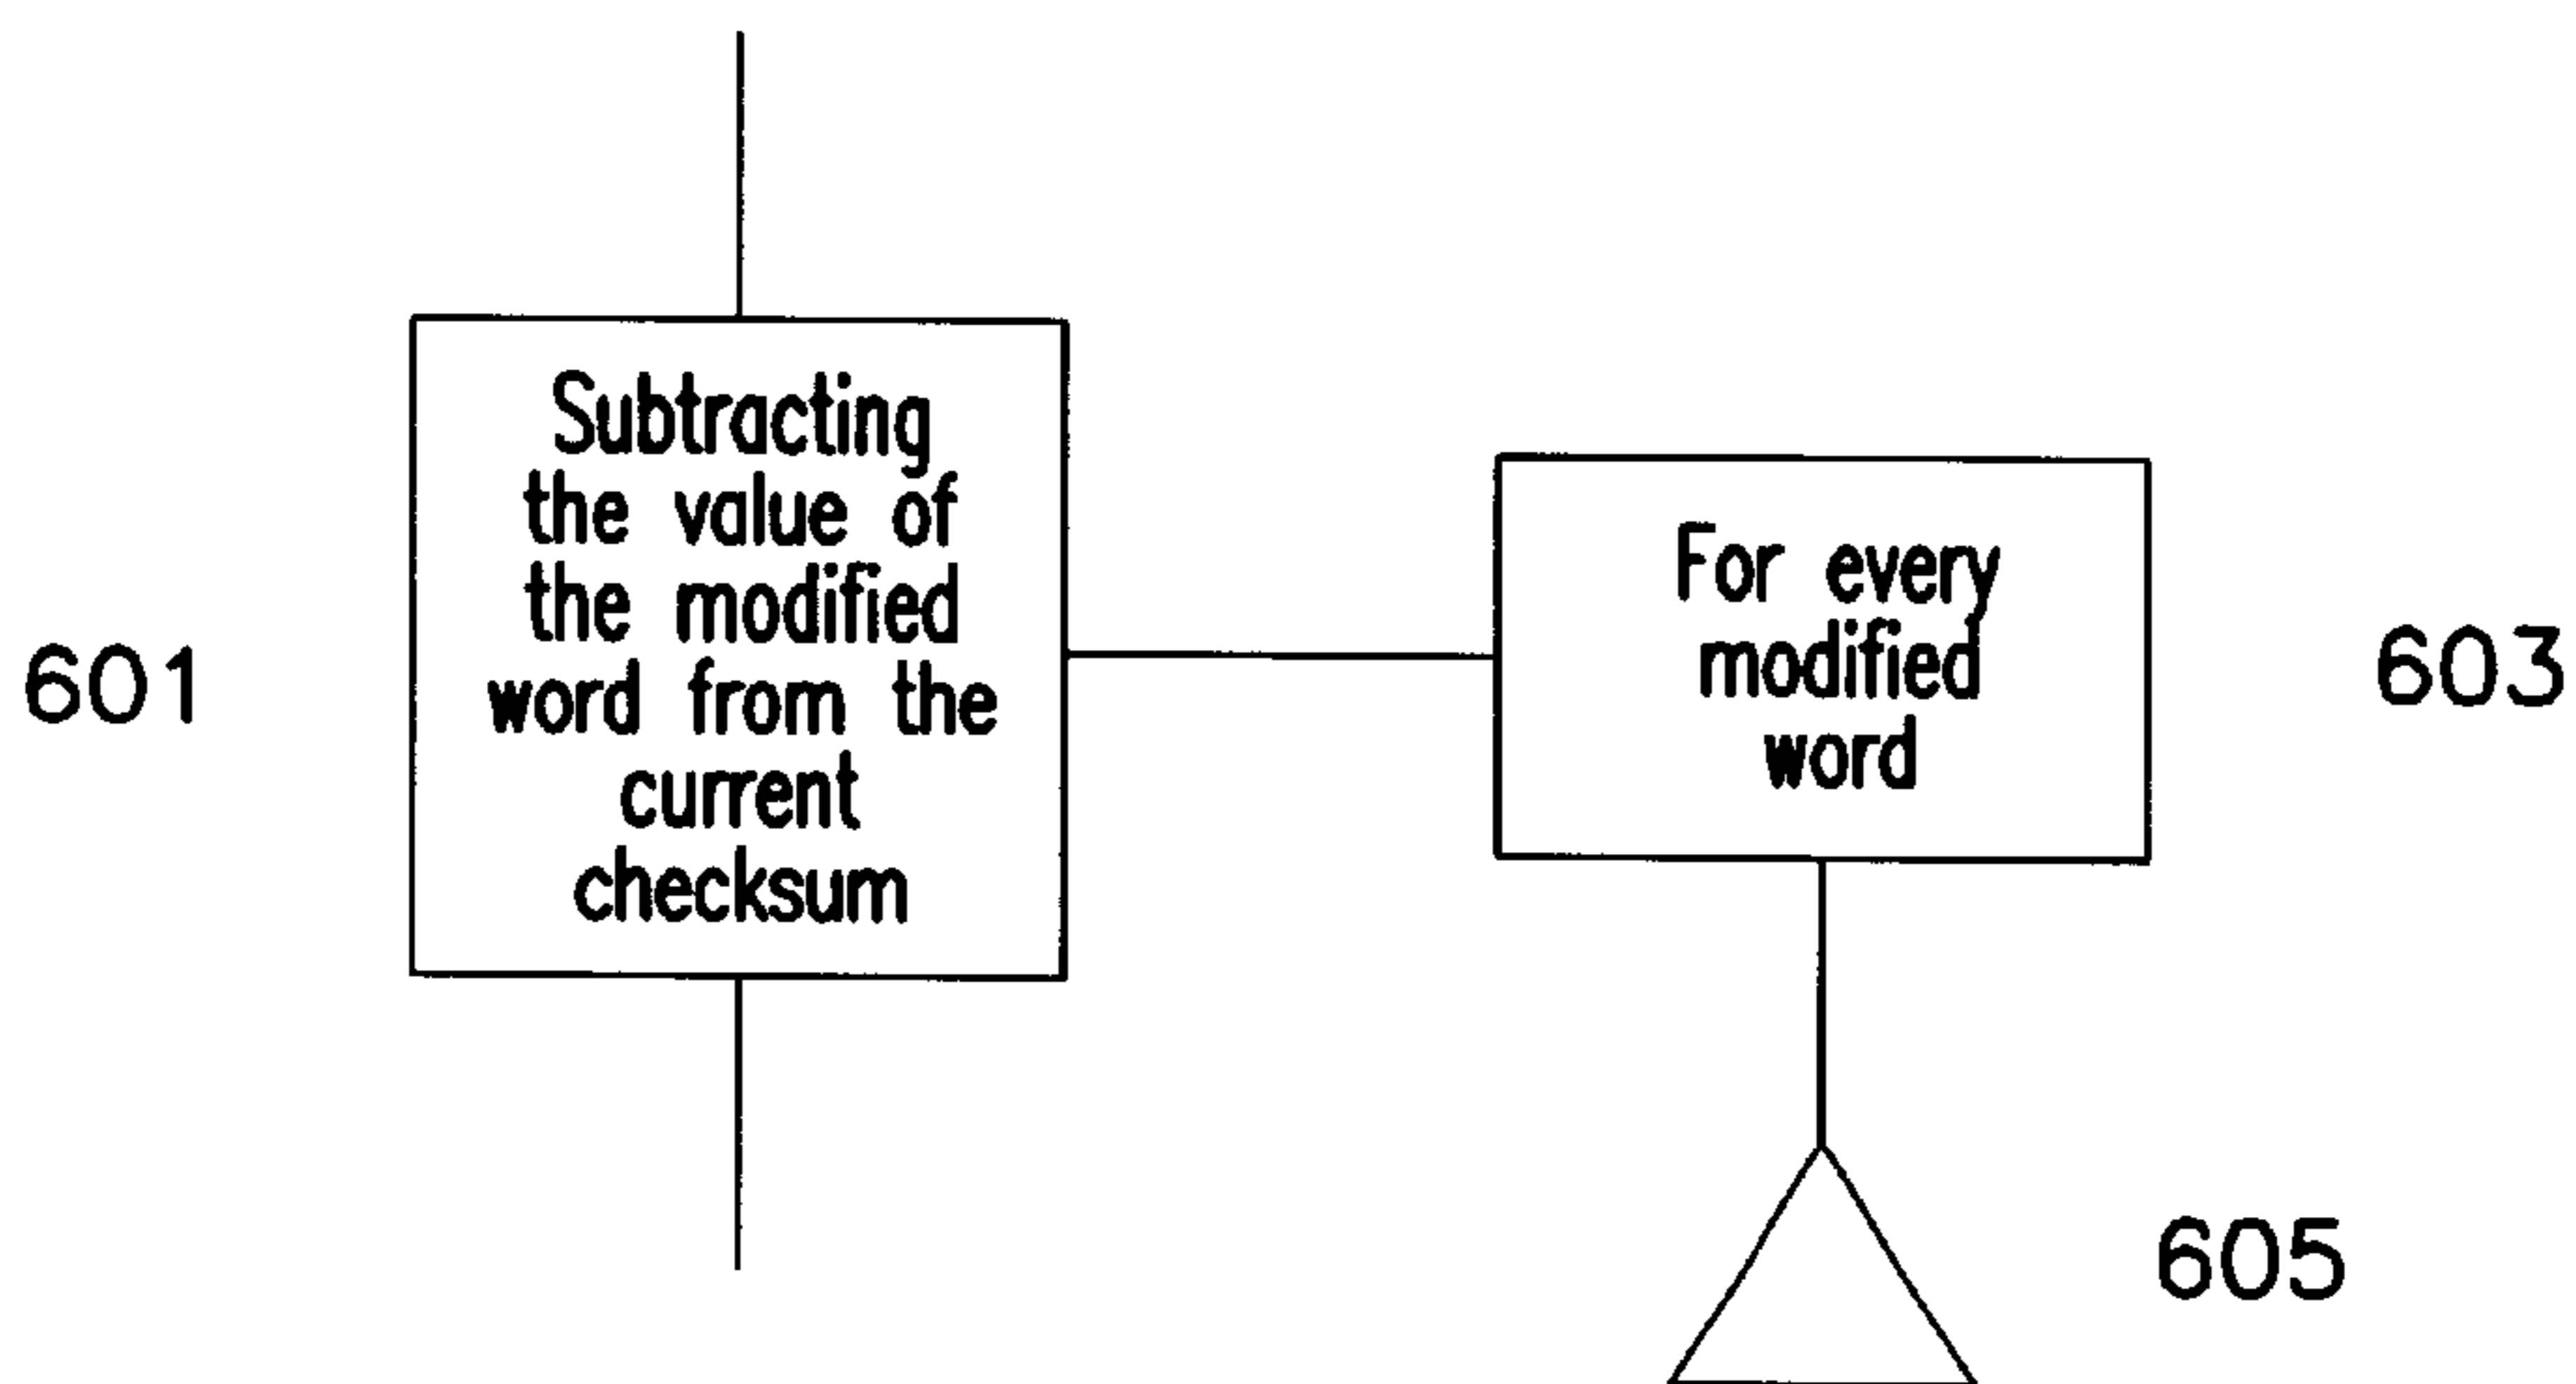 Subtracting
the value of
the modified
word from the
current
checksum
601
For every
modified
word
603
605